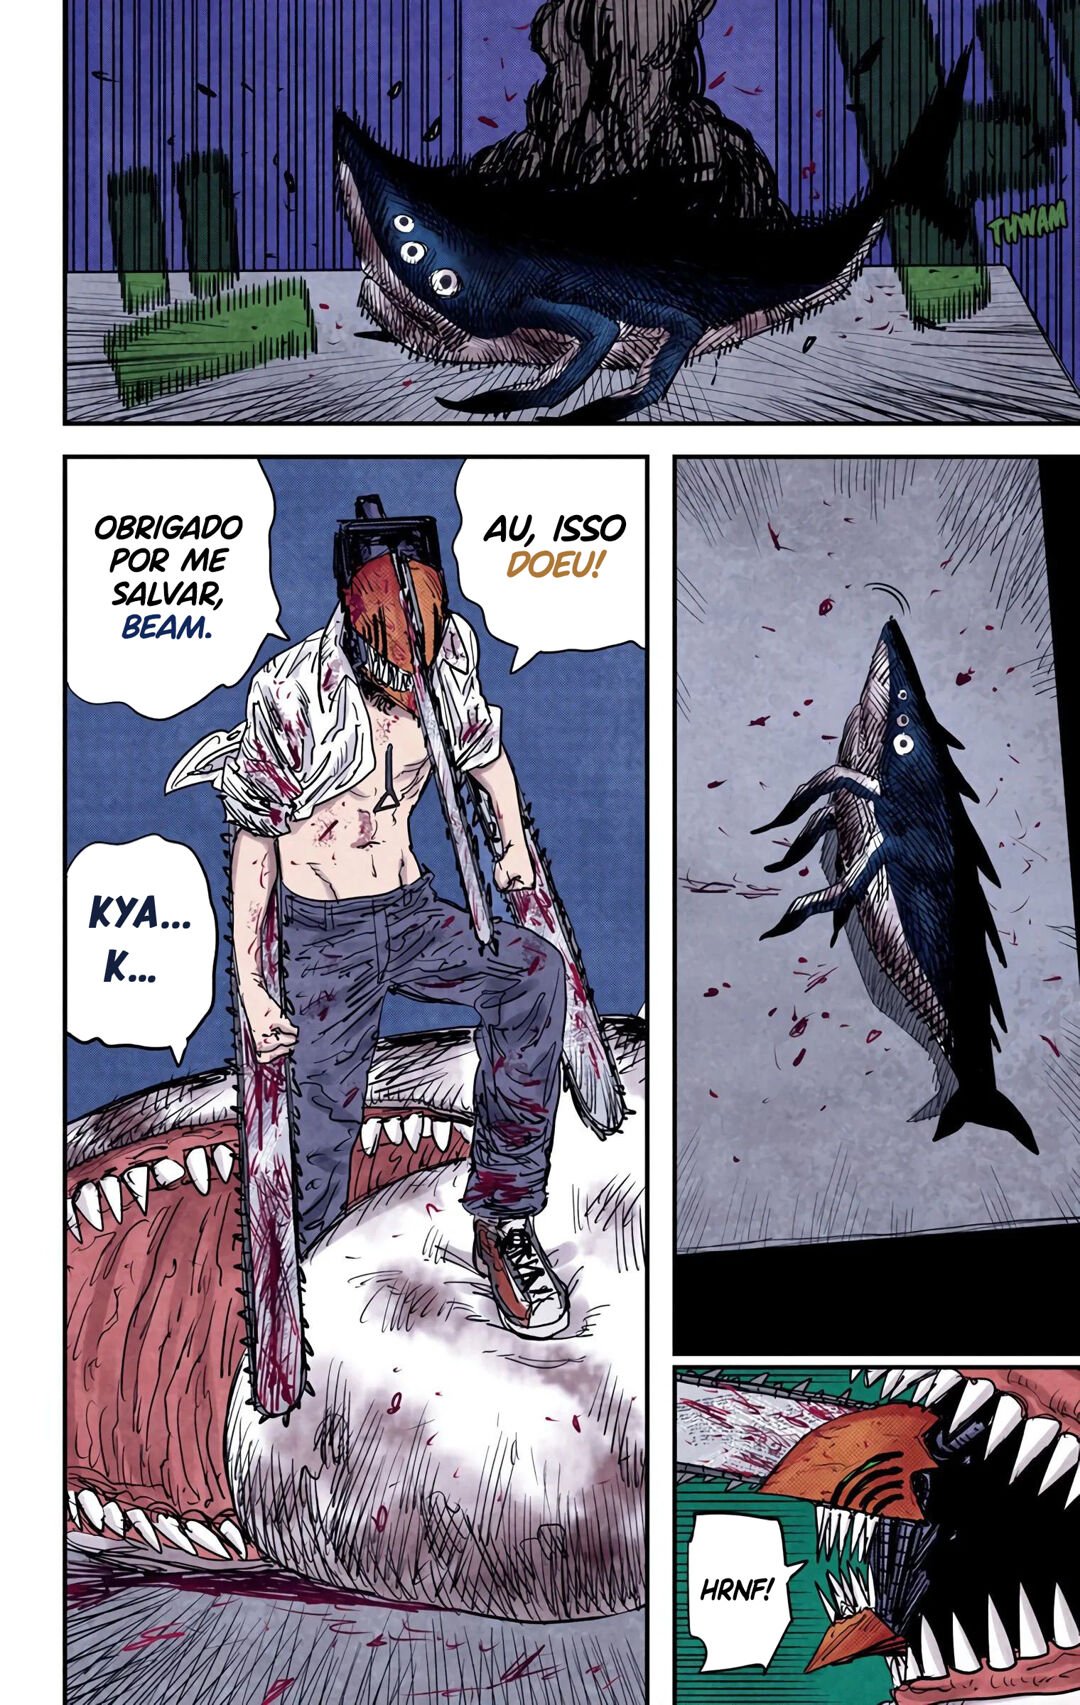 THWAM
OBRIGADO
POR ME
SALVAR,
BEAM.
AU, ISSO
DOEU!
KYA...
K...
HRNF!